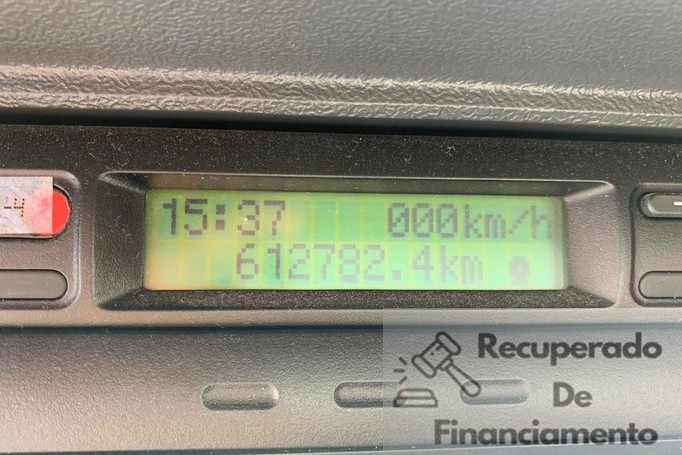 15:37 000km/h
612782.4km
Recuperado
De
Financiamento